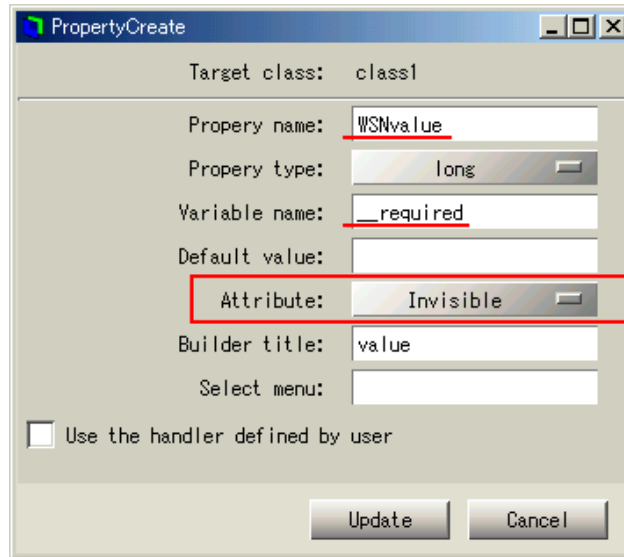 PropertyCreate
Target class: class1
Propery name: WSNvalue
Propery type: long
Variable name: __required
Default value:
Attribute: Invisible
Builder title: value
Select menu:
Use the handler defined by user
Update Cancel